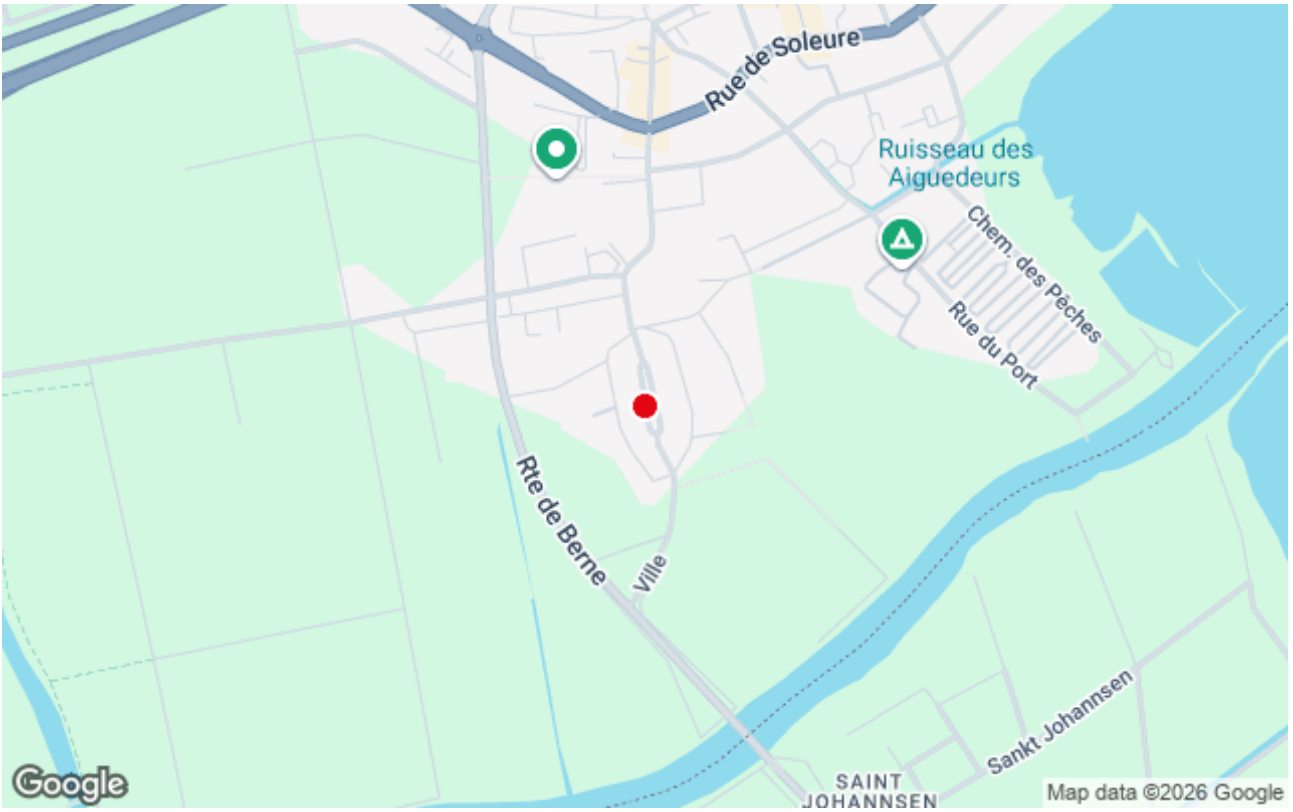 Rue de Soleure
Ruisseau des
Aiguedeurs
Chem. des Pêches
Rue du Port
Rte de Berne
Ville
Sankt Johannsen
SAINT
JOHANNSEN
Google
Map data ©2026 Google